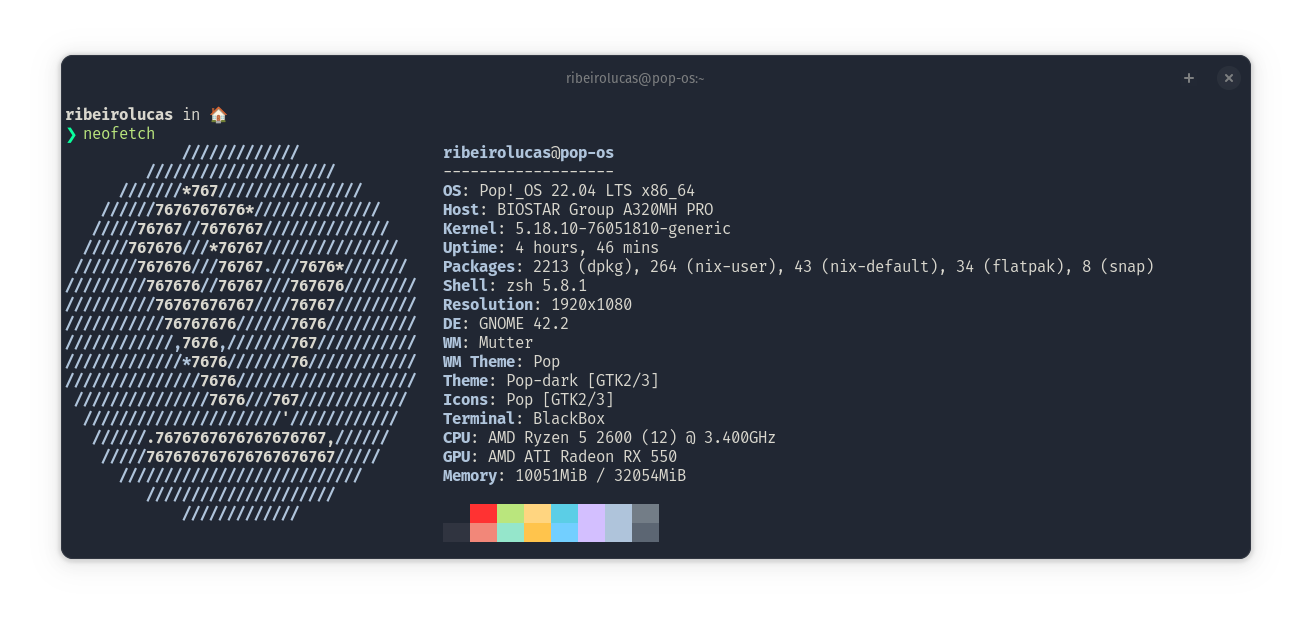 ribeirolucas@pop-os:~
ribeirolucas in 🏠
❯ neofetch
             /////////////                ribeirolucas@pop-os
         /////////////////////            -------------------
      ///////*767////////////////         OS: Pop!_OS 22.04 LTS x86_64
    //////7676767676*//////////////       Host: BIOSTAR Group A320MH PRO
   /////76767//7676767//////////////      Kernel: 5.18.10-76051810-generic
  /////767676///*76767///////////////     Uptime: 4 hours, 46 mins
 ///////767676///76767.///7676*///////    Packages: 2213 (dpkg), 264 (nix-user), 43 (nix-default), 34 (flatpak), 8 (snap)
/////////767676//76767///767676////////   Shell: zsh 5.8.1
//////////76767676767////76767/////////   Resolution: 1920x1080
///////////76767676//////7676//////////   DE: GNOME 42.2
////////////,7676,///////767///////////   WM: Mutter
/////////////*7676///////76////////////   WM Theme: Pop
///////////////7676////////////////////   Theme: Pop-dark [GTK2/3]
 ///////////////7676///767////////////    Icons: Pop [GTK2/3]
  //////////////////////'////////////     Terminal: BlackBox
   //////.7676767676767676767,//////      CPU: AMD Ryzen 5 2600 (12) @ 3.400GHz
    /////767676767676767676767/////       GPU: AMD ATI Radeon RX 550
      ///////////////////////////         Memory: 10051MiB / 32054MiB
         /////////////////////
             /////////////